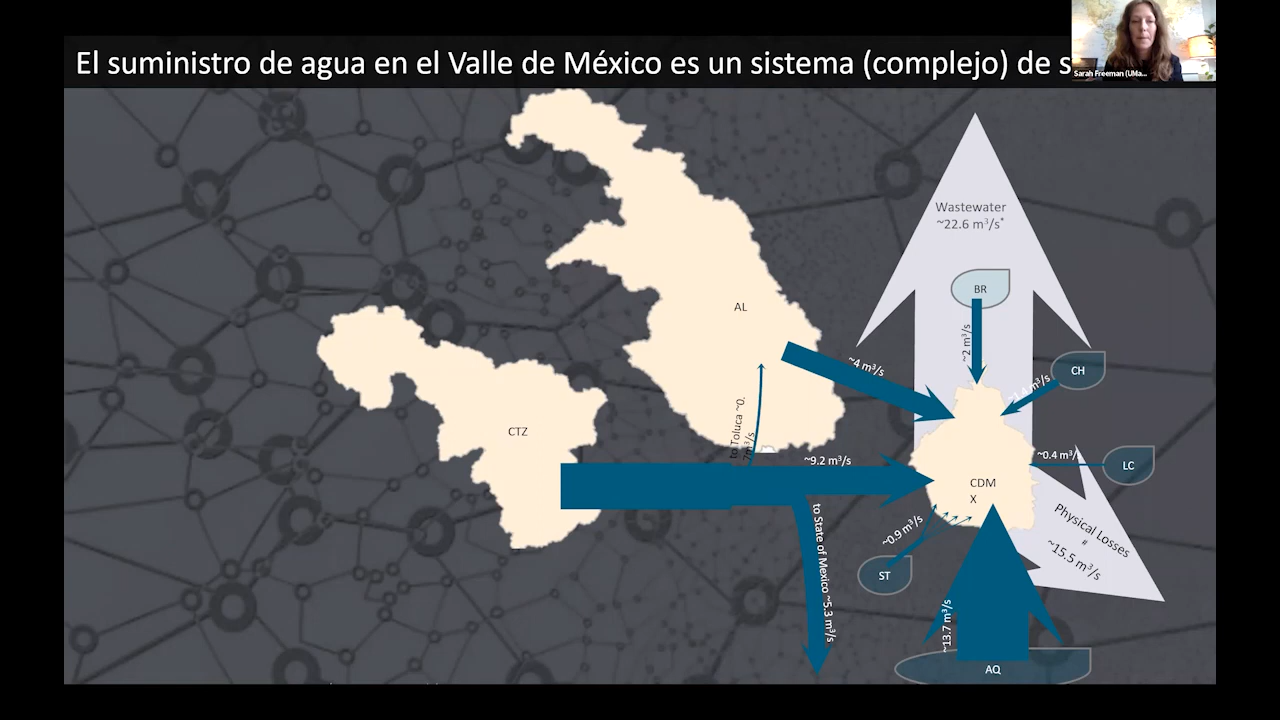 El suministro de agua en el Valle de México es un sistema (complejo) de s
Sarah Freeman (UMa...
Wastewater
~22.6 m³/s*
BR
~2 m³/s
AL
~4 m³/s
CH
m³/s
to Toluca ~0.
7m³/s
CTZ
~9.2 m³/s
~0.4 m³/
LC
CDM
X
Physical Losses
#
~15.5 m³/s
~0.9 m³/s
ST
to State of Mexico ~5.3 m³/s
~13.7 m³/s
AQ